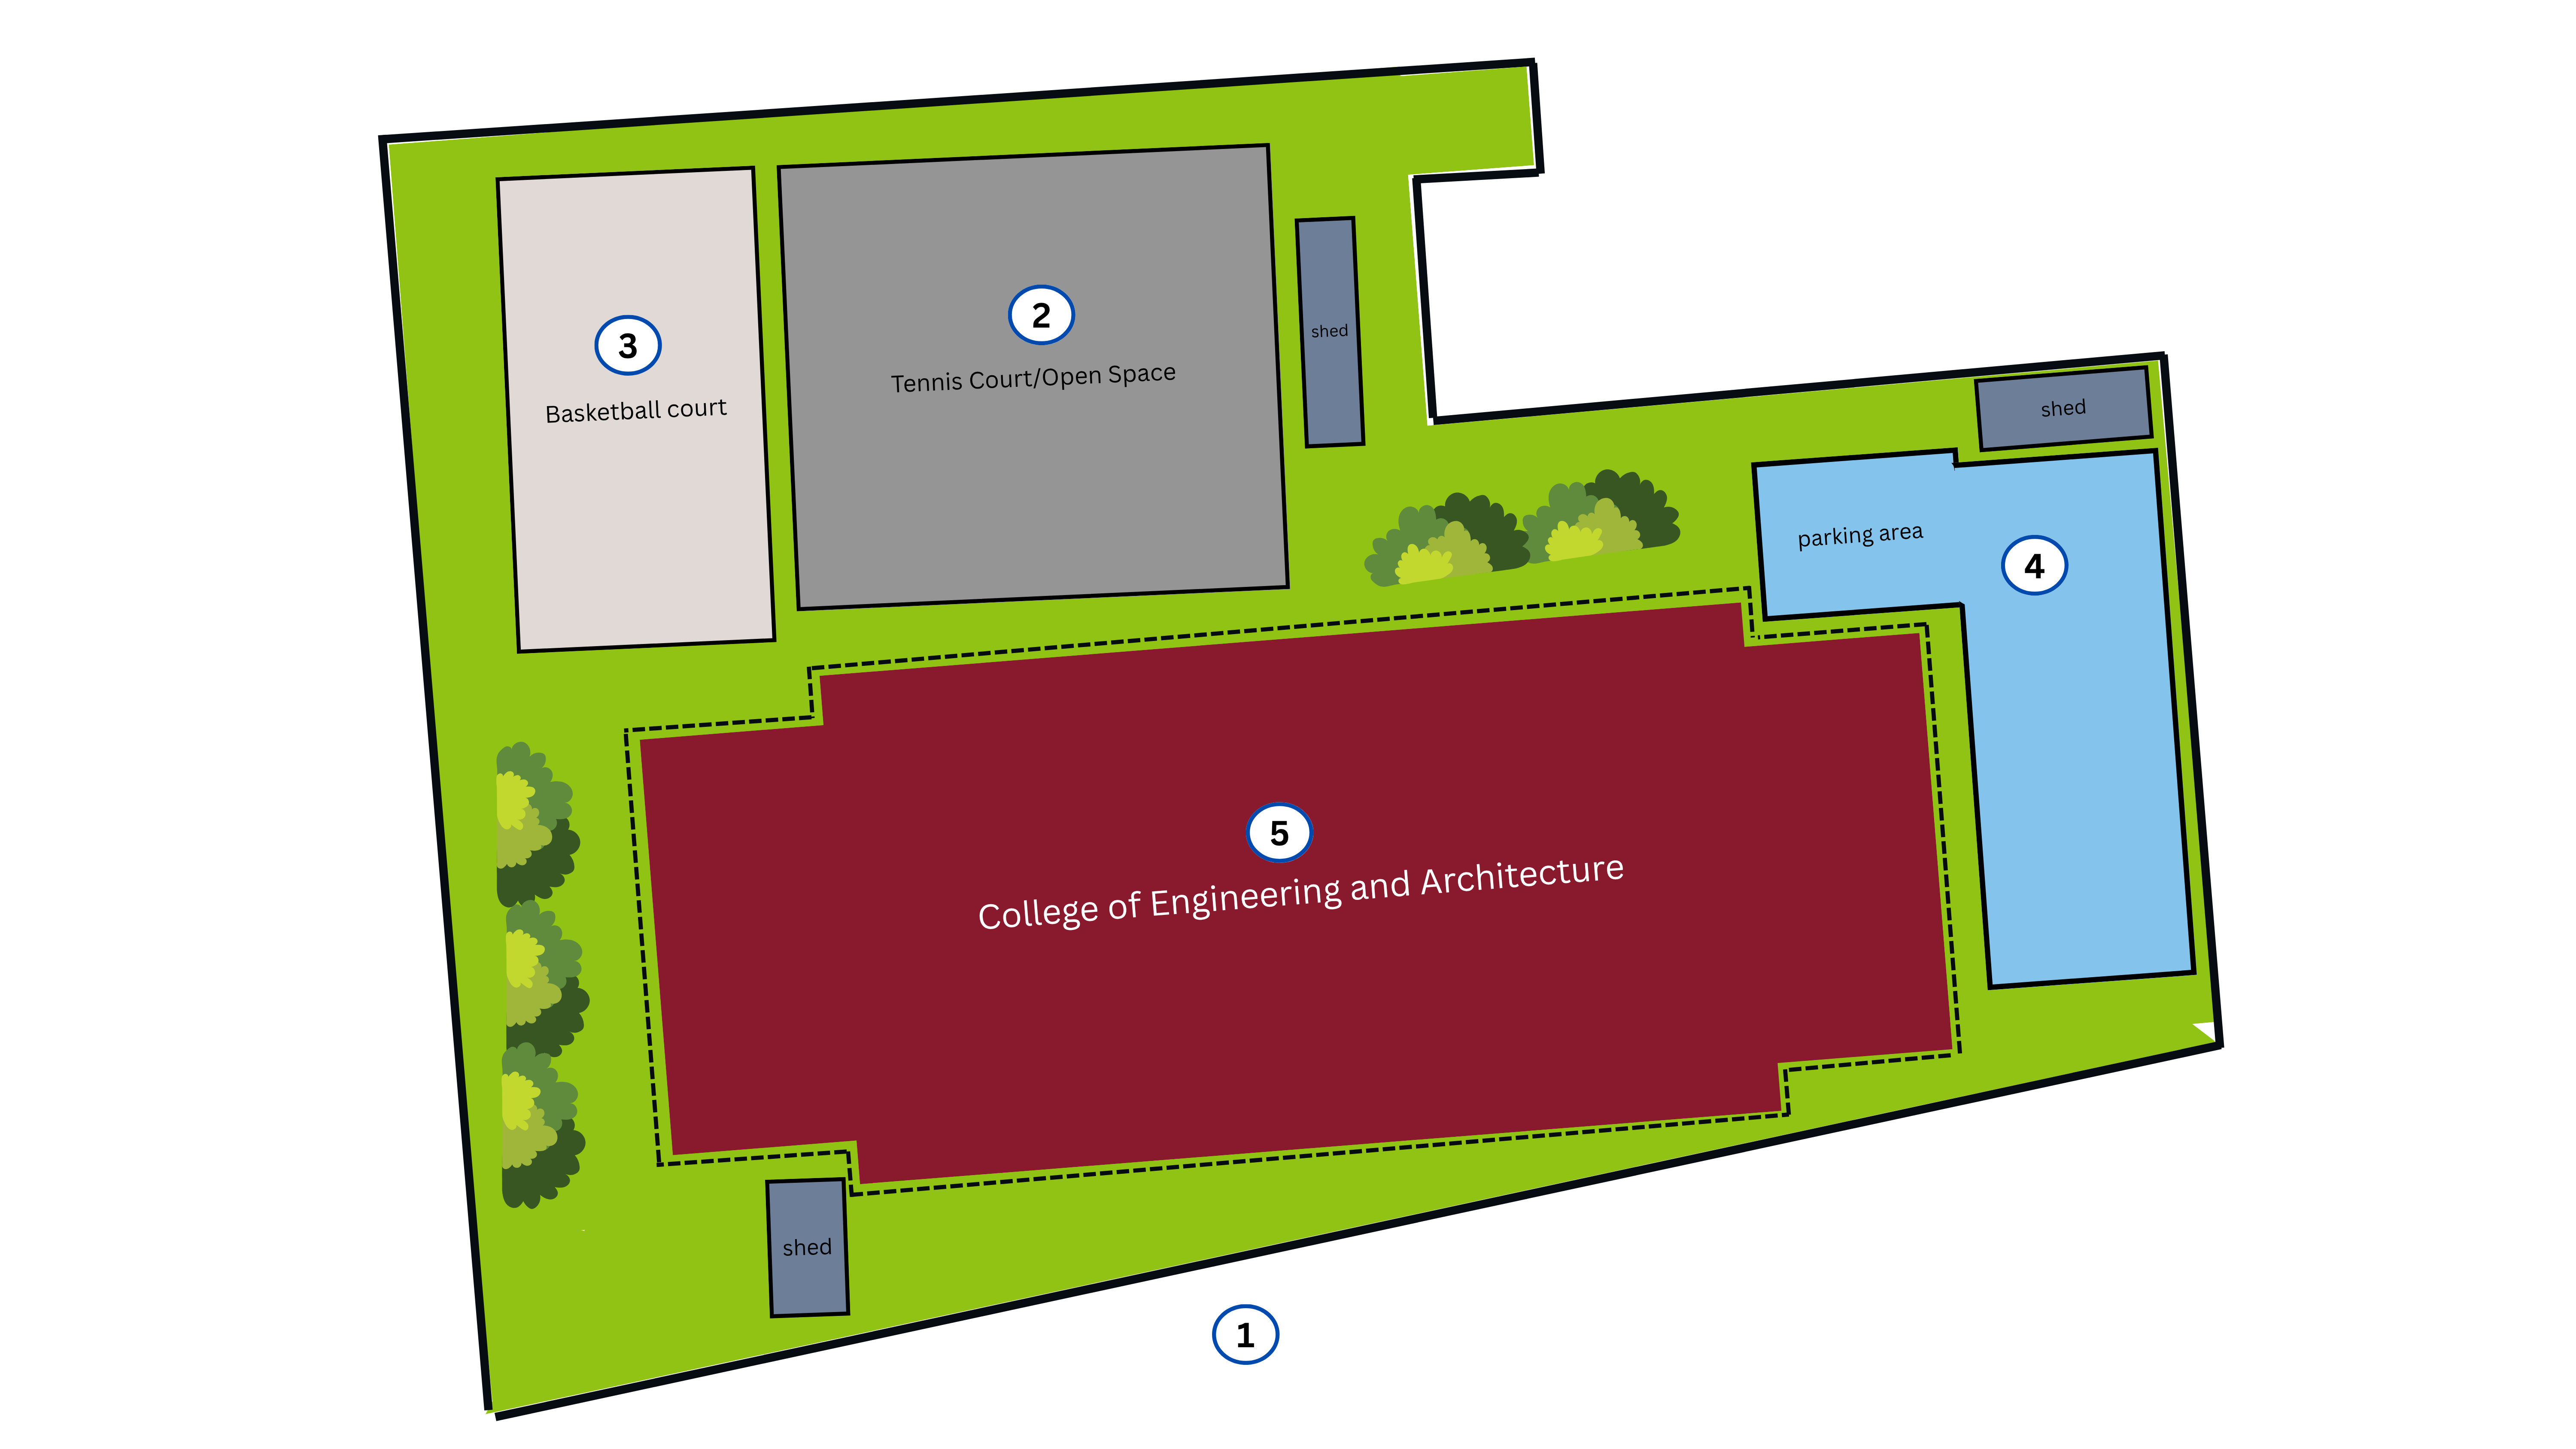 2
Tennis Court/Open Space
3
Basketball court
shed
shed
parking area
4
5
College of Engineering and Architecture
shed
1